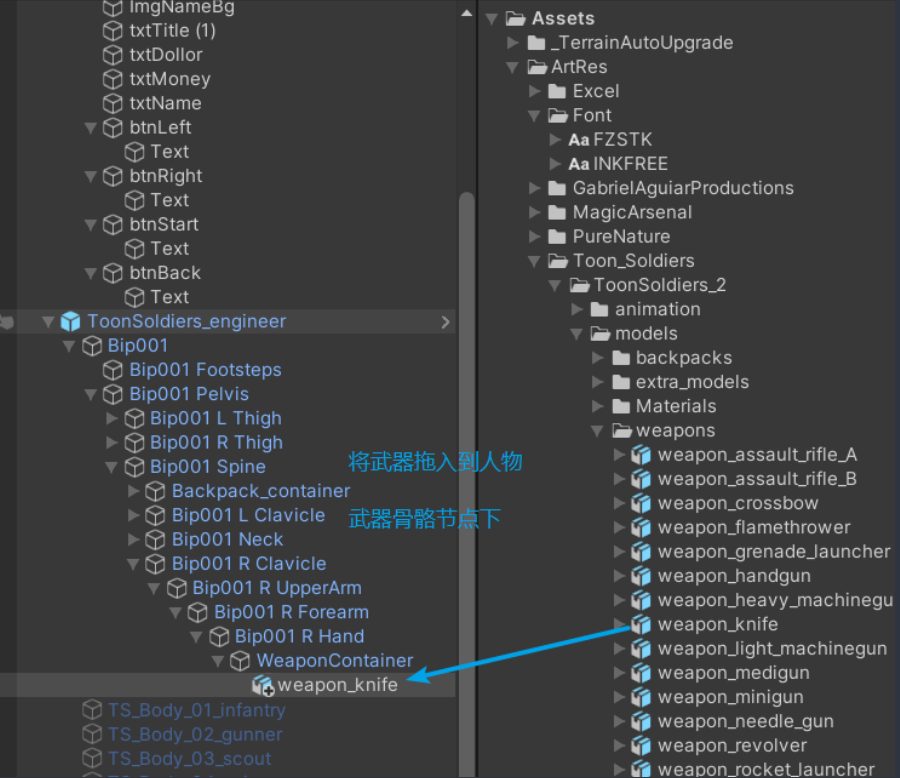 ImgNameBg
txtTitle (1)
txtDollor
txtMoney
txtName
btnLeft
Text
btnRight
Text
btnStart
Text
btnBack
Text
ToonSoldiers_engineer
Bip001
Bip001 Footsteps
Bip001 Pelvis
Bip001 L Thigh
Bip001 R Thigh
Bip001 Spine
Backpack_container
Bip001 L Clavicle
Bip001 Neck
Bip001 R Clavicle
Bip001 R UpperArm
Bip001 R Forearm
Bip001 R Hand
WeaponContainer
weapon_knife
TS_Body_01_infantry
TS_Body_02_gunner
TS_Body_03_scout
将武器拖入到人物
武器骨骼节点下
Assets
_TerrainAutoUpgrade
ArtRes
Excel
Font
Aa FZSTK
Aa INKFREE
GabrielAguiarProductions
MagicArsenal
PureNature
Toon_Soldiers
ToonSoldiers_2
animation
models
backpacks
extra_models
Materials
weapons
weapon_assault_rifle_A
weapon_assault_rifle_B
weapon_crossbow
weapon_flamethrower
weapon_grenade_launcher
weapon_handgun
weapon_heavy_machinegu
weapon_knife
weapon_light_machinegun
weapon_medigun
weapon_minigun
weapon_needle_gun
weapon_revolver
weapon_rocket_launcher